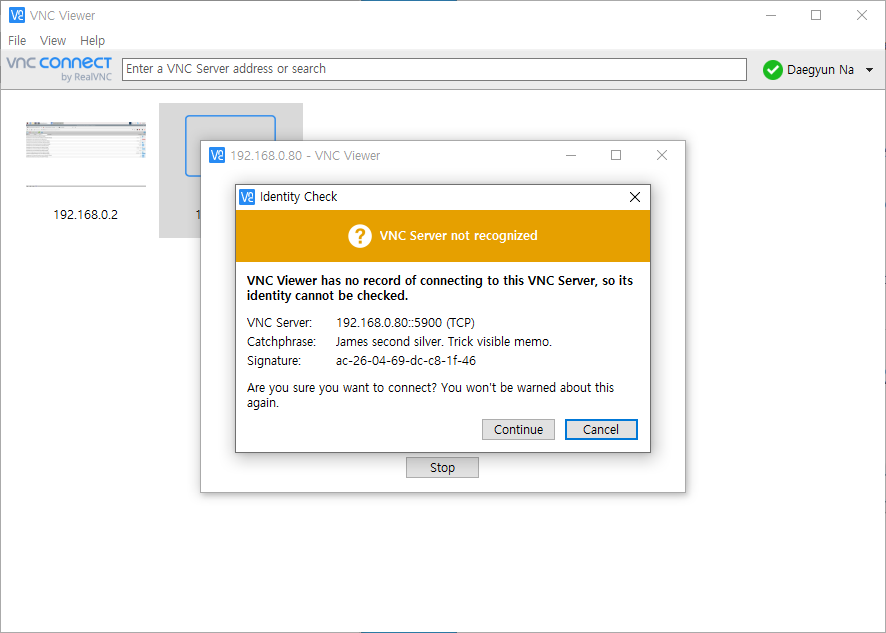 VNC Viewer
File View Help
vnc connect
by RealVNC
Enter a VNC Server address or search
Daegyun Na
192.168.0.2
1
192.168.0.80 - VNC Viewer
Identity Check
VNC Server not recognized
VNC Viewer has no record of connecting to this VNC Server, so its
identity cannot be checked.
VNC Server: 192.168.0.80::5900 (TCP)
Catchphrase: James second silver. Trick visible memo.
Signature: ac-26-04-69-dc-c8-1f-46
Are you sure you want to connect? You won't be warned about this
again.
Continue Cancel
Stop